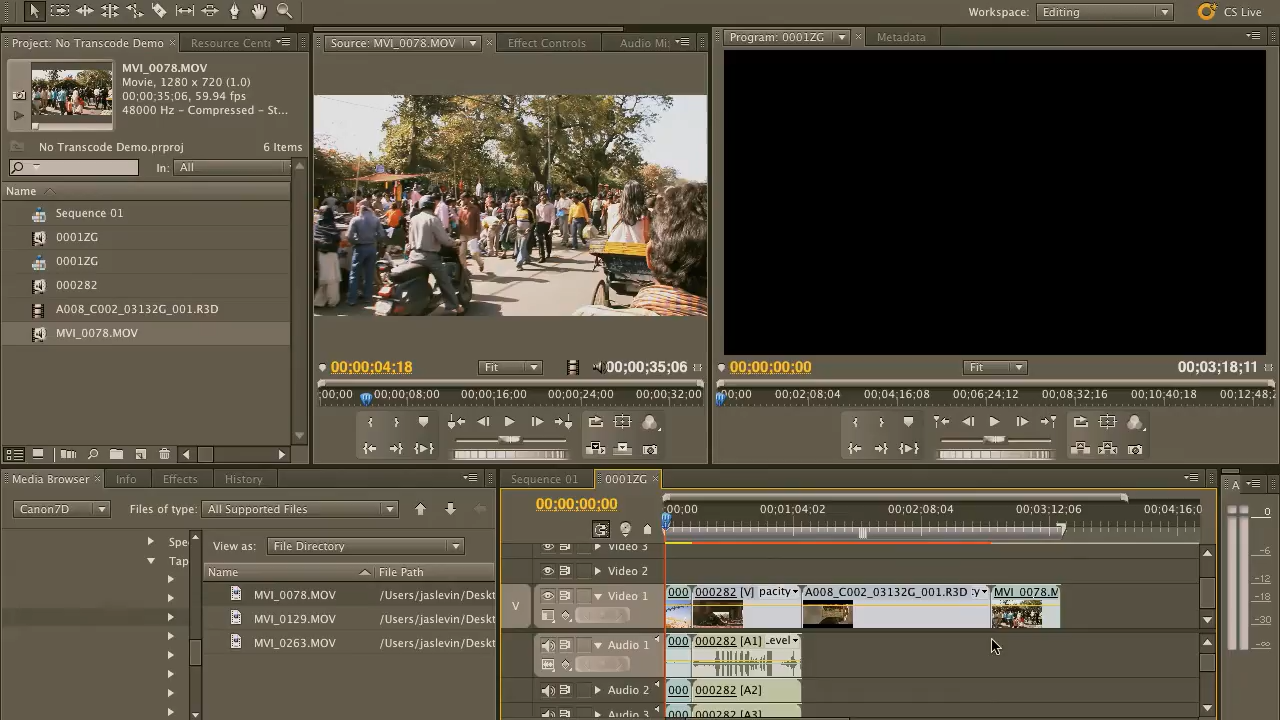 Workspace: Editing CS Live
Project: No Transcode Demo × Resource Cent
MVI_0078.MOV
Movie, 1280 x 720 (1.0)
00;00;35;06, 59.94 fps
48000 Hz - Compressed - St...
No Transcode Demo.prproj 6 Items
In: All
Name
Sequence 01
0001ZG
0001ZG
000282
A008_C002_03132G_001.R3D
MVI_0078.MOV
Source: MVI_0078.MOV × Effect Controls Audio Mi:
00;00;04;18 Fit 00;00;35;06
;00;00 00;00;08;00 00;00;16;00 00;00;24;00 00;00;32;00
Program: 0001ZG × Metadata
00;00;00;00 Fit 00;03;18;11
00;00 00;02;08;04 00;04;16;08 00;06;24;12 00;08;32;16 00;10;40;18 00;12;48;2
Media Browser × Info Effects History
Canon7D Files of type: All Supported Files
Spe
Tap
View as: File Directory
Name File Path
MVI_0078.MOV /Users/jaslevin/Deskt
MVI_0129.MOV /Users/jaslevin/Deskt
MVI_0263.MOV /Users/jaslevin/Deskt
Sequence 01 0001ZG ×
00;00;00;00
;00;00 00;01;04;02 00;02;08;04 00;03;12;06 00;04;16;0
Video 3
Video 2
V Video 1 000 000282 [V] pacity A008_C002_03132G_001.R3D :y MVI_0078.M
Audio 1 000 000282 [A1] .evel
Audio 2 000 000282 [A2]
Audio 3 000 000282 [A3]
A
0
-6
-12
-18
-30
-∞